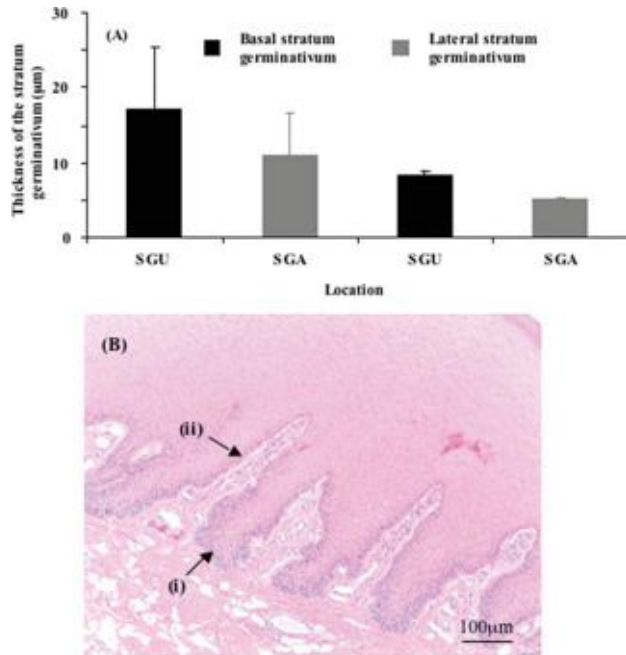 (A)
Basal stratum
germinativum
Lateral stratum
germinativum
Thickness of the stratum
germinativum (μm)
30
20
10
0
SGU
SGA
SGU
SGA
Location
(B)
(ii)
(i)
100μm